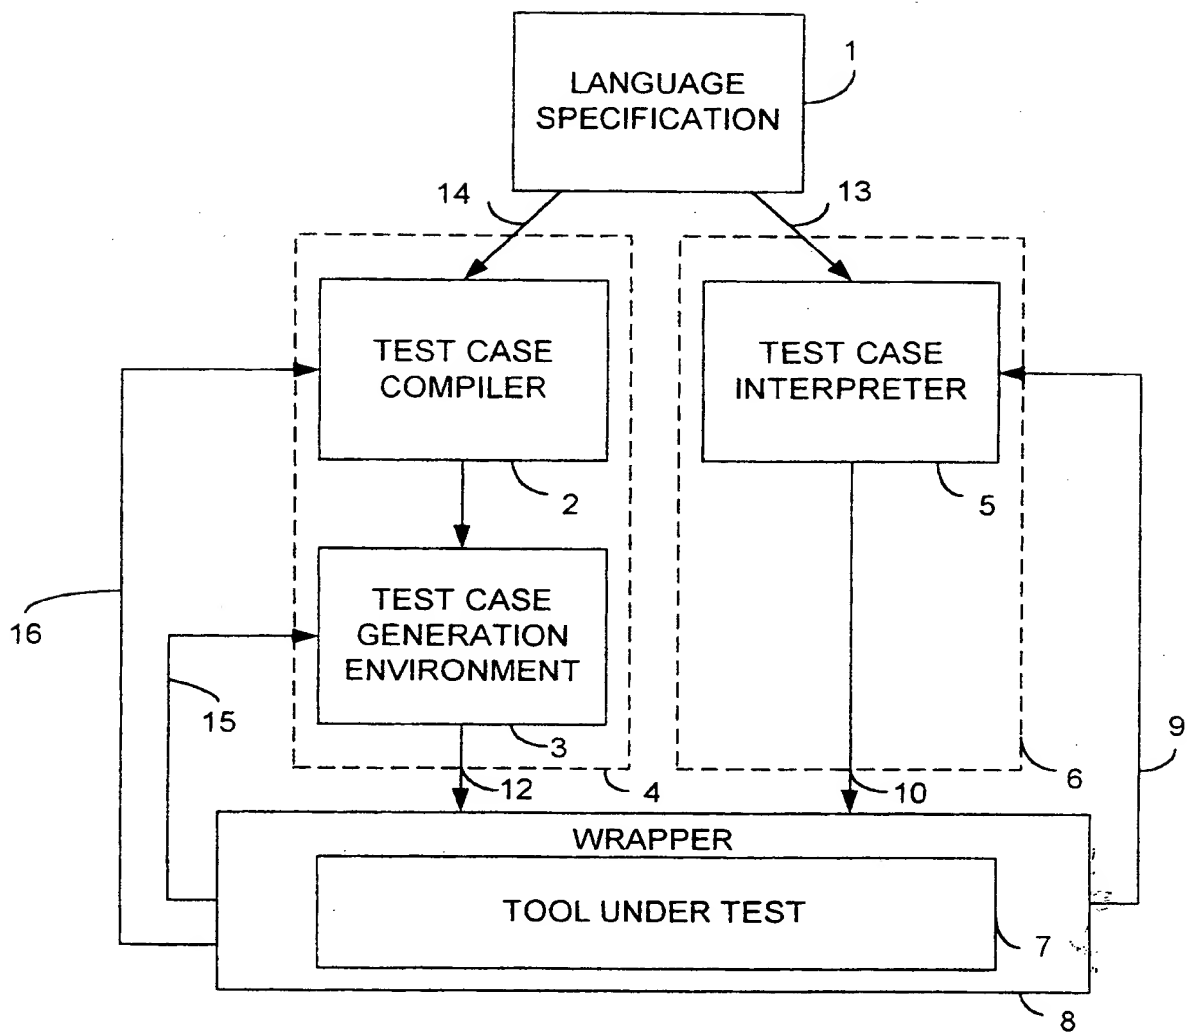 LANGUAGE
SPECIFICATION
1
14
13
TEST CASE
COMPILER
2
TEST CASE
INTERPRETER
5
16
TEST CASE
GENERATION
ENVIRONMENT
3
15
12
4
10
6
9
WRAPPER
TOOL UNDER TEST
7
8